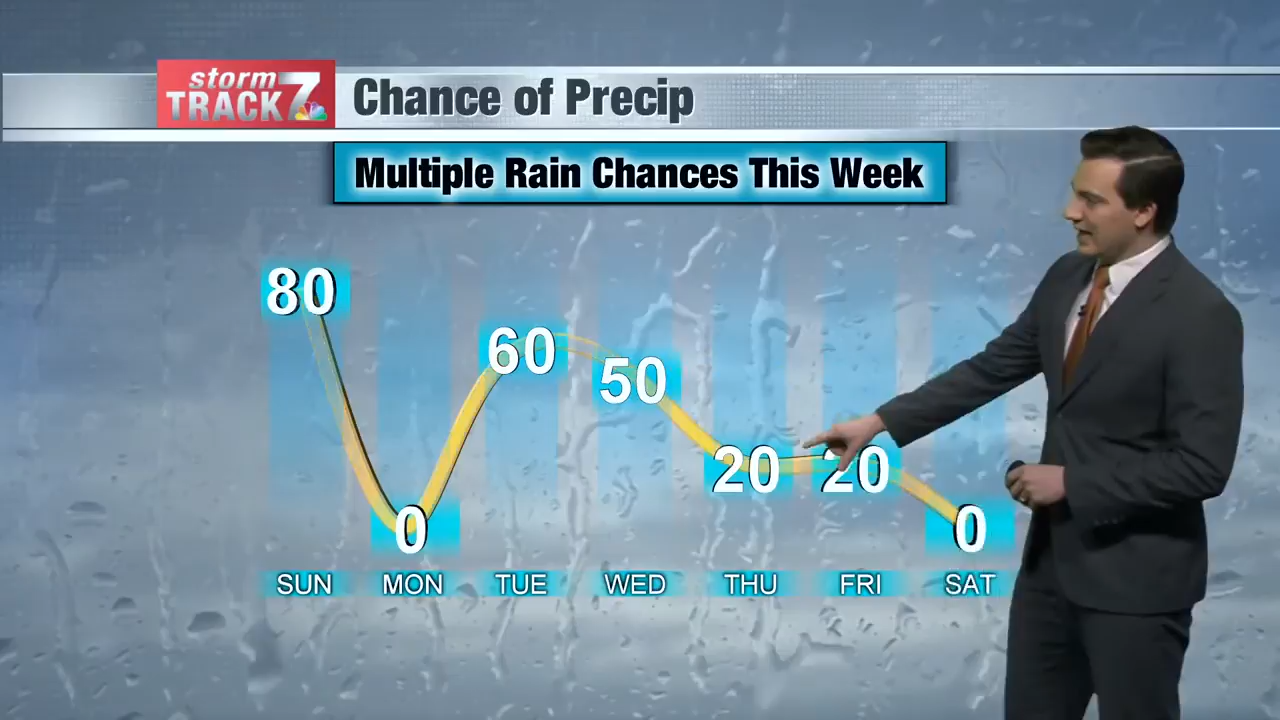 storm
TRACK 7
Chance of Precip
Multiple Rain Chances This Week
80
60
50
20
20
0
0
SUN MON TUE WED THU FRI SAT